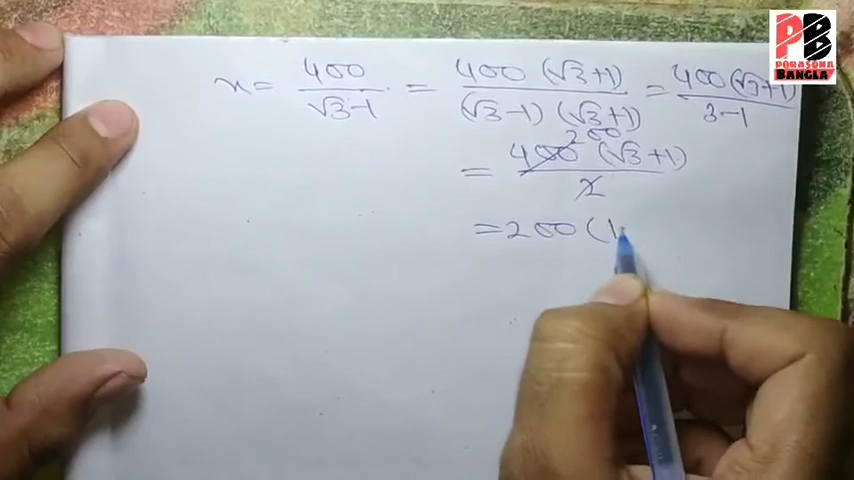 PB
PORASONA
BANGLA
x = 400 / √3-1 = 400 (√3+1) / (√3-1) (√3+1) = 400 (√3+1) / 3-1
= 400 200 (√3+1) / 2
= 200 (1